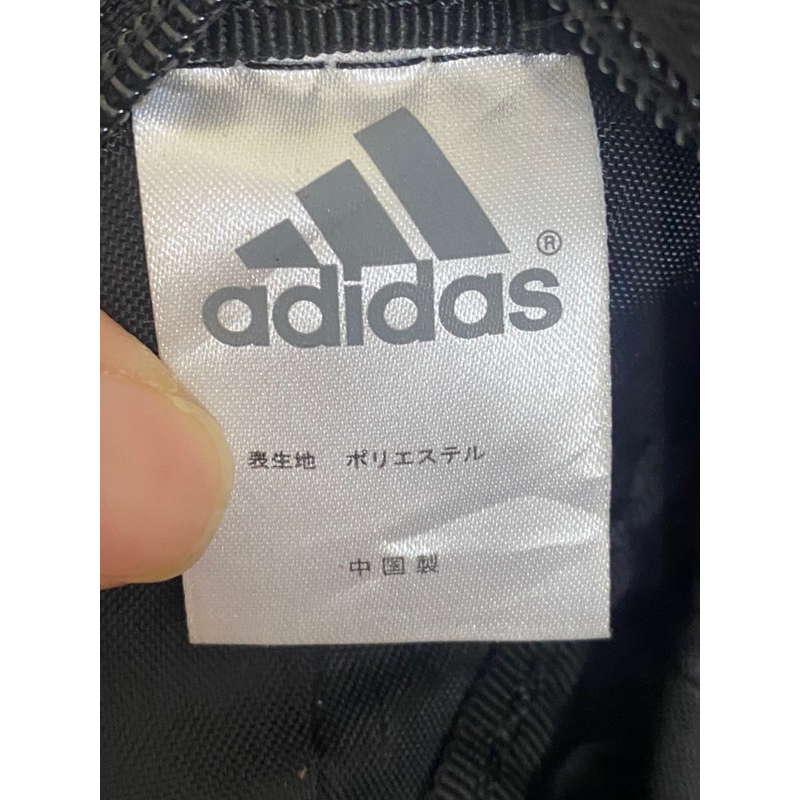 adidas®
表生地 ポリエステル
中国製